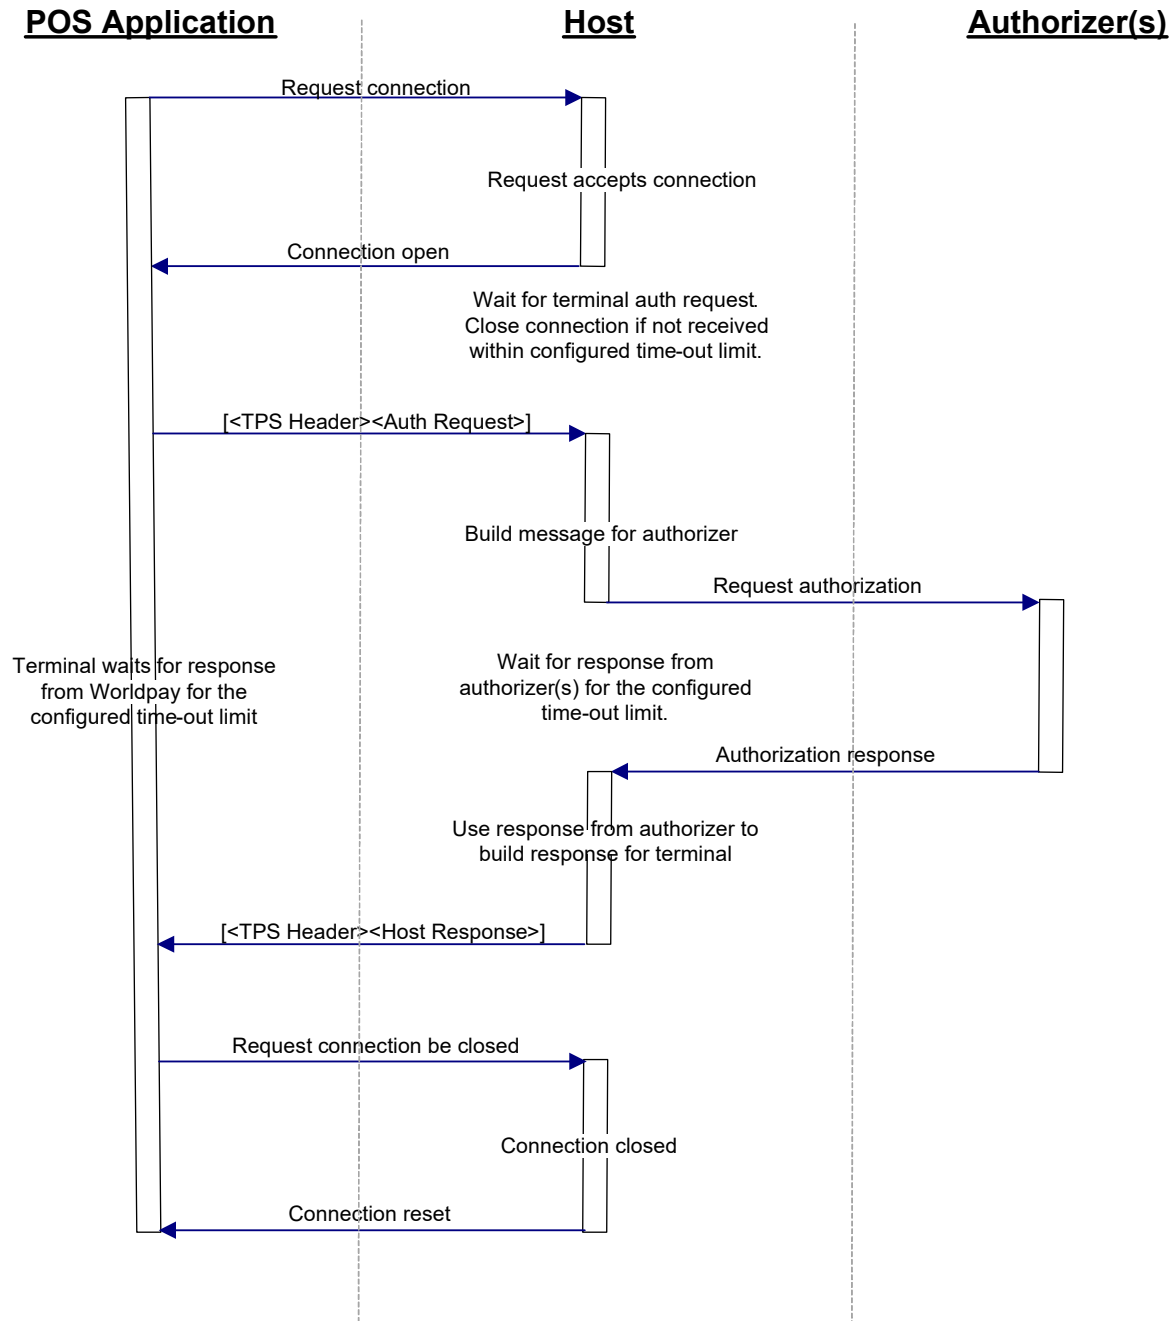 POS Application
Host
Authorizer(s)
Request connection
Request accepts connection
Connection open
Wait for terminal auth request.
Close connection if not received
within configured time-out limit.
[<TPS Header><Auth Request>]
Build message for authorizer
Request authorization
Terminal waits for response
from Worldpay for the
configured time-out limit
Wait for response from
authorizer(s) for the configured
time-out limit.
Authorization response
Use response from authorizer to
build response for terminal
[<TPS Header><Host Response>]
Request connection be closed
Connection closed
Connection reset